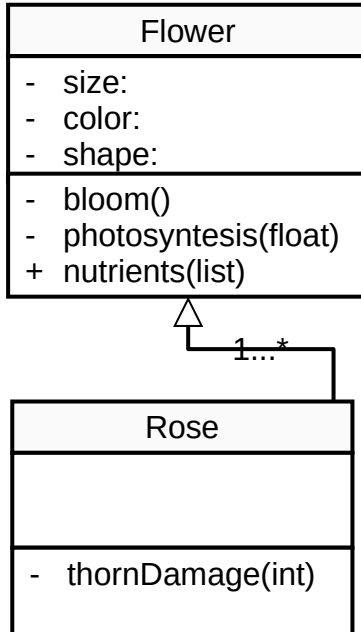 Flower
- size:
- color:
- shape:
- bloom()
- photosyntesis(float)
+ nutrients(list)
1...*
Rose
- thornDamage(int)